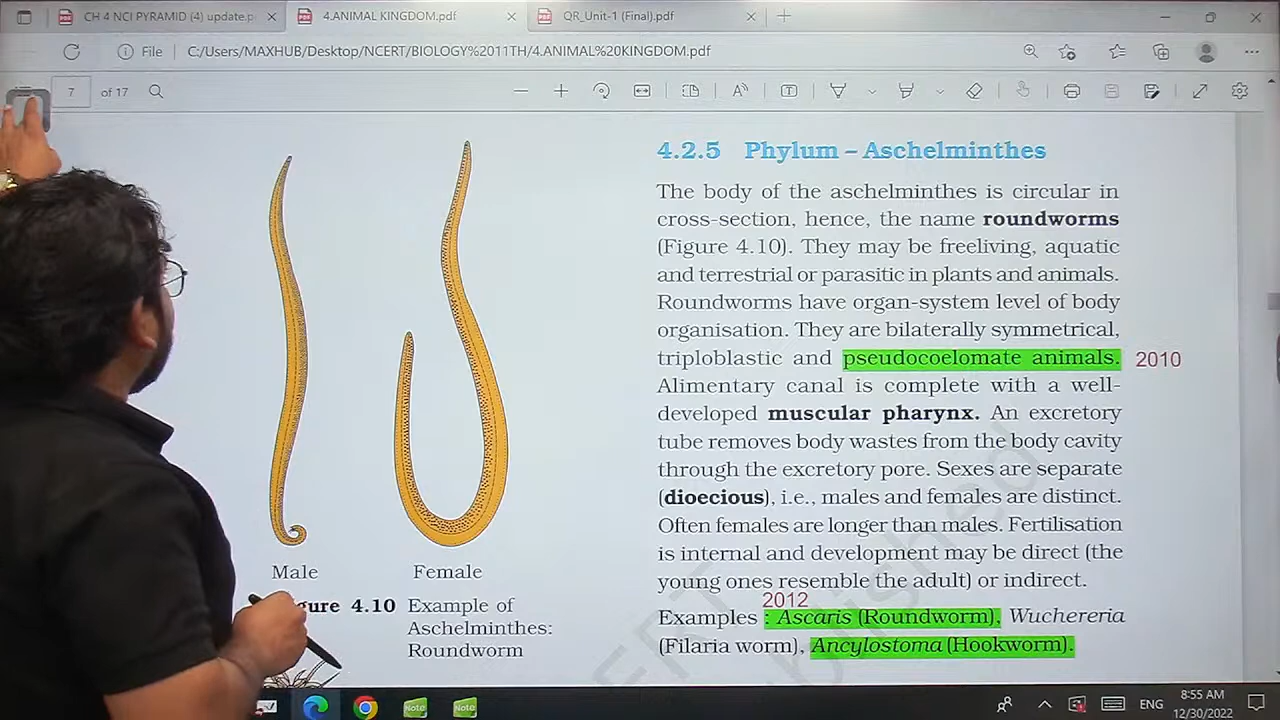 CH 4 NCI PYRAMID (4) update.p
4.ANIMAL KINGDOM.pdf
QR_Unit-1 (Final).pdf
File
C:/Users/MAXHUB/Desktop/NCERT/BIOLOGY%2011TH/4.ANIMAL%20KINGDOM.pdf
7 of 17
4.2.5 Phylum – Aschelminthes
The body of the aschelminthes is circular in
cross-section, hence, the name roundworms
(Figure 4.10). They may be freeliving, aquatic
and terrestrial or parasitic in plants and animals.
Roundworms have organ-system level of body
organisation. They are bilaterally symmetrical,
triploblastic and pseudocoelomate animals. 2010
Alimentary canal is complete with a well-
developed muscular pharynx. An excretory
tube removes body wastes from the body cavity
through the excretory pore. Sexes are separate
(dioecious), i.e., males and females are distinct.
Often females are longer than males. Fertilisation
is internal and development may be direct (the
young ones resemble the adult) or indirect.
2012
Examples : Ascaris (Roundworm), Wuchereria
(Filaria worm), Ancylostoma (Hookworm).
Male
Female
gure 4.10 Example of
Aschelminthes:
Roundworm
Note
Note
ENG
8:55 AM
12/30/2022